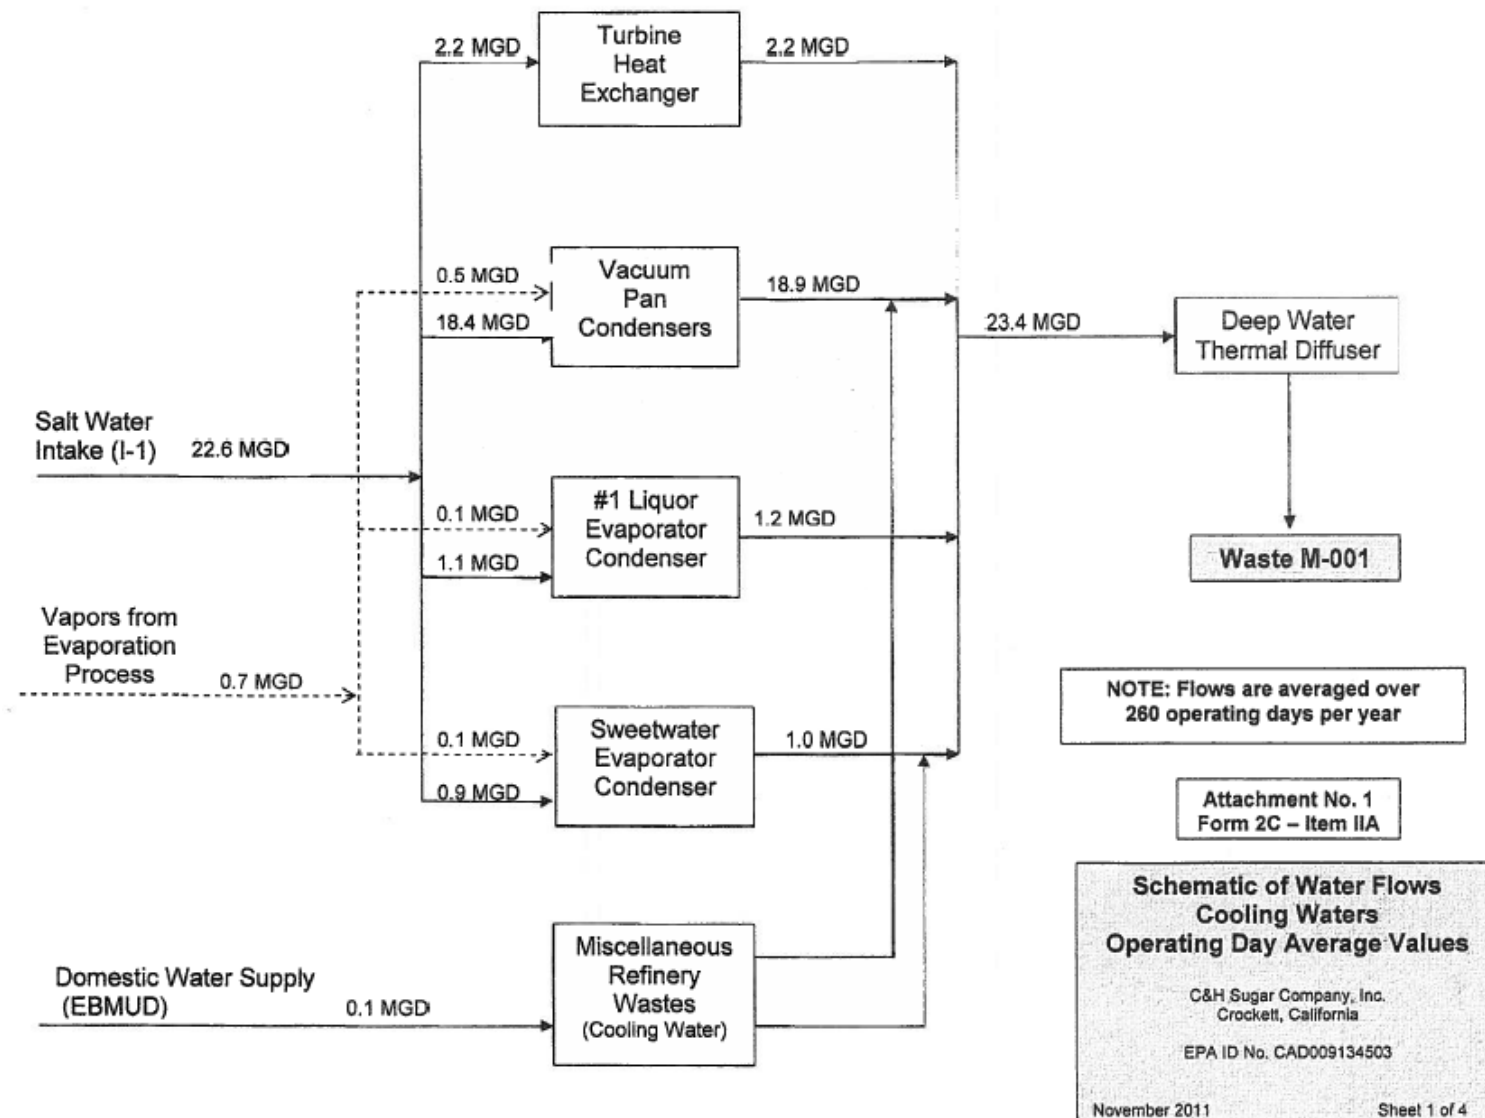 2.2 MGD
Turbine
Heat
Exchanger
2.2 MGD
0.5 MGD
18.4 MGD
Vacuum
Pan
Condensers
18.9 MGD
23.4 MGD
Deep Water
Thermal Diffuser
Salt Water
Intake (I-1)
22.6 MGD
0.1 MGD
1.1 MGD
#1 Liquor
Evaporator
Condenser
1.2 MGD
Waste M-001
Vapors from
Evaporation
Process
0.7 MGD
0.1 MGD
0.9 MGD
Sweetwater
Evaporator
Condenser
1.0 MGD
NOTE: Flows are averaged over
260 operating days per year
Attachment No. 1
Form 2C – Item IIA
Domestic Water Supply
(EBMUD)
0.1 MGD
Miscellaneous
Refinery
Wastes
(Cooling Water)
Schematic of Water Flows
Cooling Waters
Operating Day Average Values
C&H Sugar Company, Inc.
Crockett, California
EPA ID No. CAD009134503
November 2011
Sheet 1 of 4